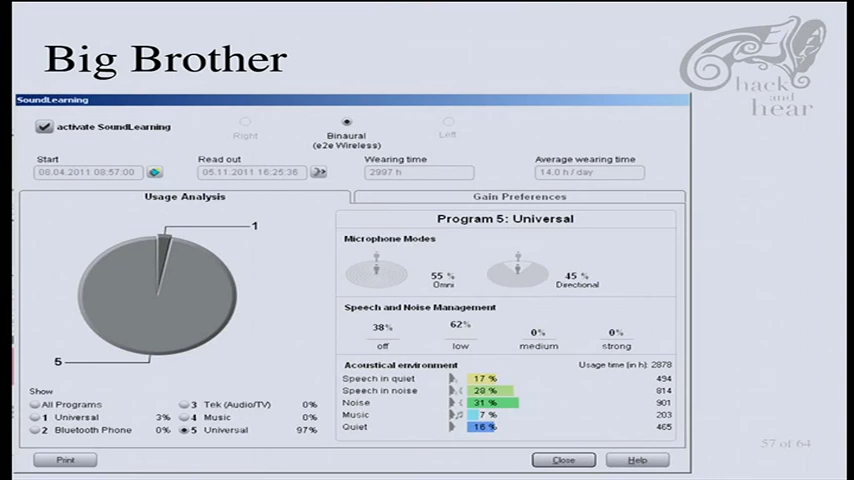 Big Brother
hack
and
hear
SoundLearning
activate SoundLearning
Right
Binaural
(e2e Wireless)
Left
Start
Read out
Wearing time
Average wearing time
08.04.2011 08:57:00
05.11.2011 16:25:36
2997 h
14.0 h / day
Usage Analysis
Gain Preferences
1
5
Program 5: Universal
Microphone Modes
55 %
Omni
45 %
Directional
Speech and Noise Management
38% 62% 0% 0%
off low medium strong
Acoustical environment Usage time (in h): 2878
Speech in quiet 17 % 494
Speech in noise 28 % 814
Noise 31 % 901
Music 7 % 203
Quiet 16 % 465
Show
All Programs 3 Tek (Audio/TV) 0%
1 Universal 3% 4 Music 0%
2 Bluetooth Phone 0% 5 Universal 97%
Print
Close
Help
57 of 64